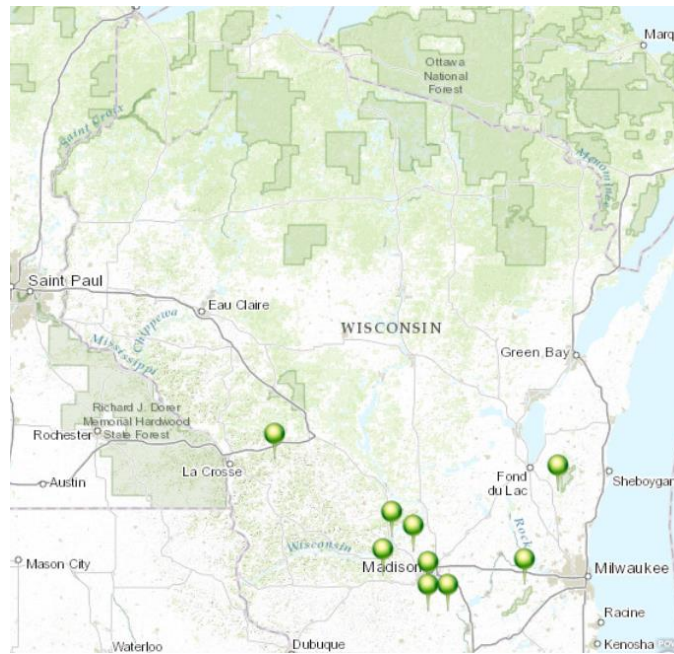 Marq
Ottawa
National
Forest
Saint Croix
Menominee
Saint Paul
Eau Claire
Chippewa
WISCONSIN
Mississippi
Green Bay
Richard J. Dorer
Memorial Hardwood
State Forest
Rochester
La Crosse
Austin
Fond
du Lac
Sheboygan
Rock
Wisconsin
Mason City
Madison
Milwaukee
Racine
Waterloo
Dubuque
Kenosha